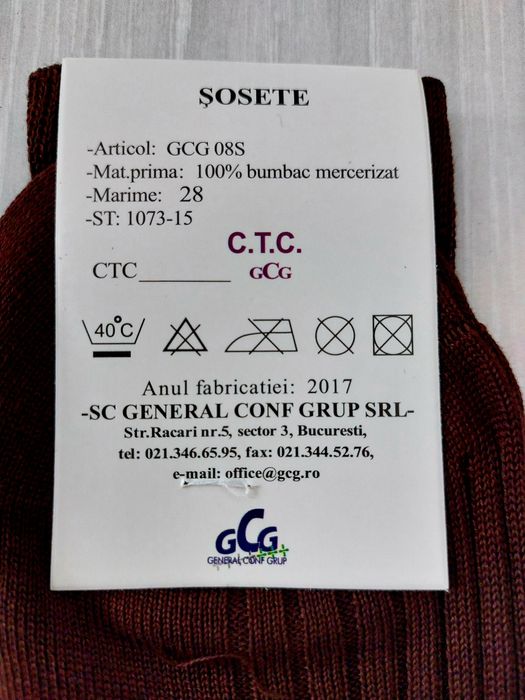 ŞOSETE
-Articol: GCG 08S
-Mat.prima: 100% bumbac mercerizat
-Marime: 28
-ST: 1073-15
C.T.C.
CTC________ GCG
40°C
Anul fabricatiei: 2017
-SC GENERAL CONF GRUP SRL-
Str.Racari nr.5, sector 3, Bucuresti,
tel: 021.346.65.95, fax: 021.344.52.76,
e-mail: office@gcg.ro
GCG
GENERAL CONF GRUP